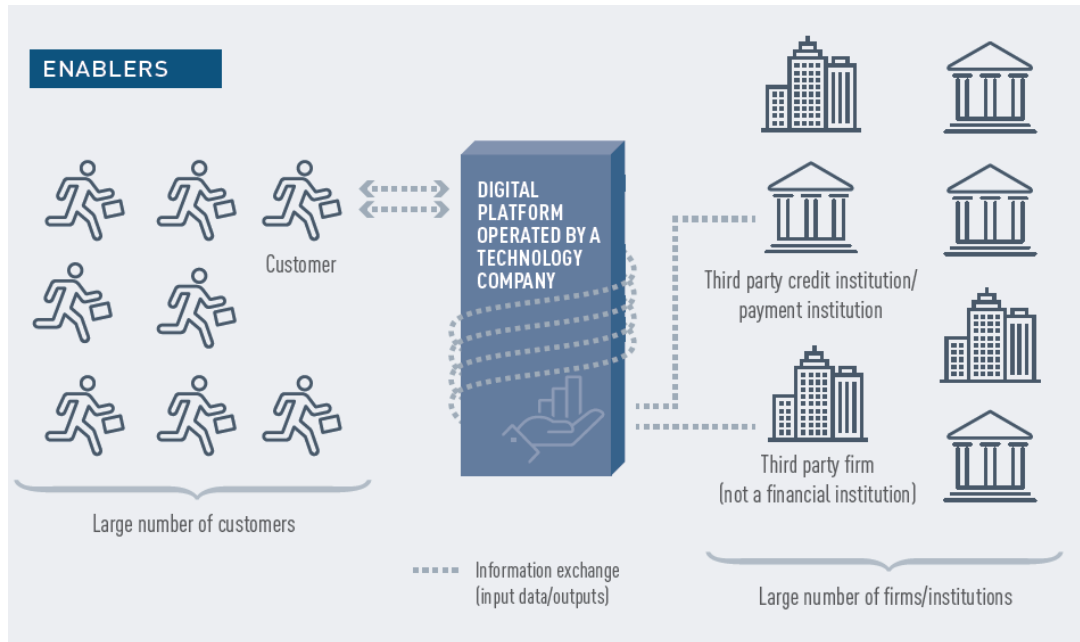 ENABLERS
DIGITAL
PLATFORM
OPERATED BY A
TECHNOLOGY
COMPANY
Customer
Third party credit institution/
payment institution
Third party firm
(not a financial institution)
Large number of customers
Information exchange
(input data/outputs)
Large number of firms/institutions